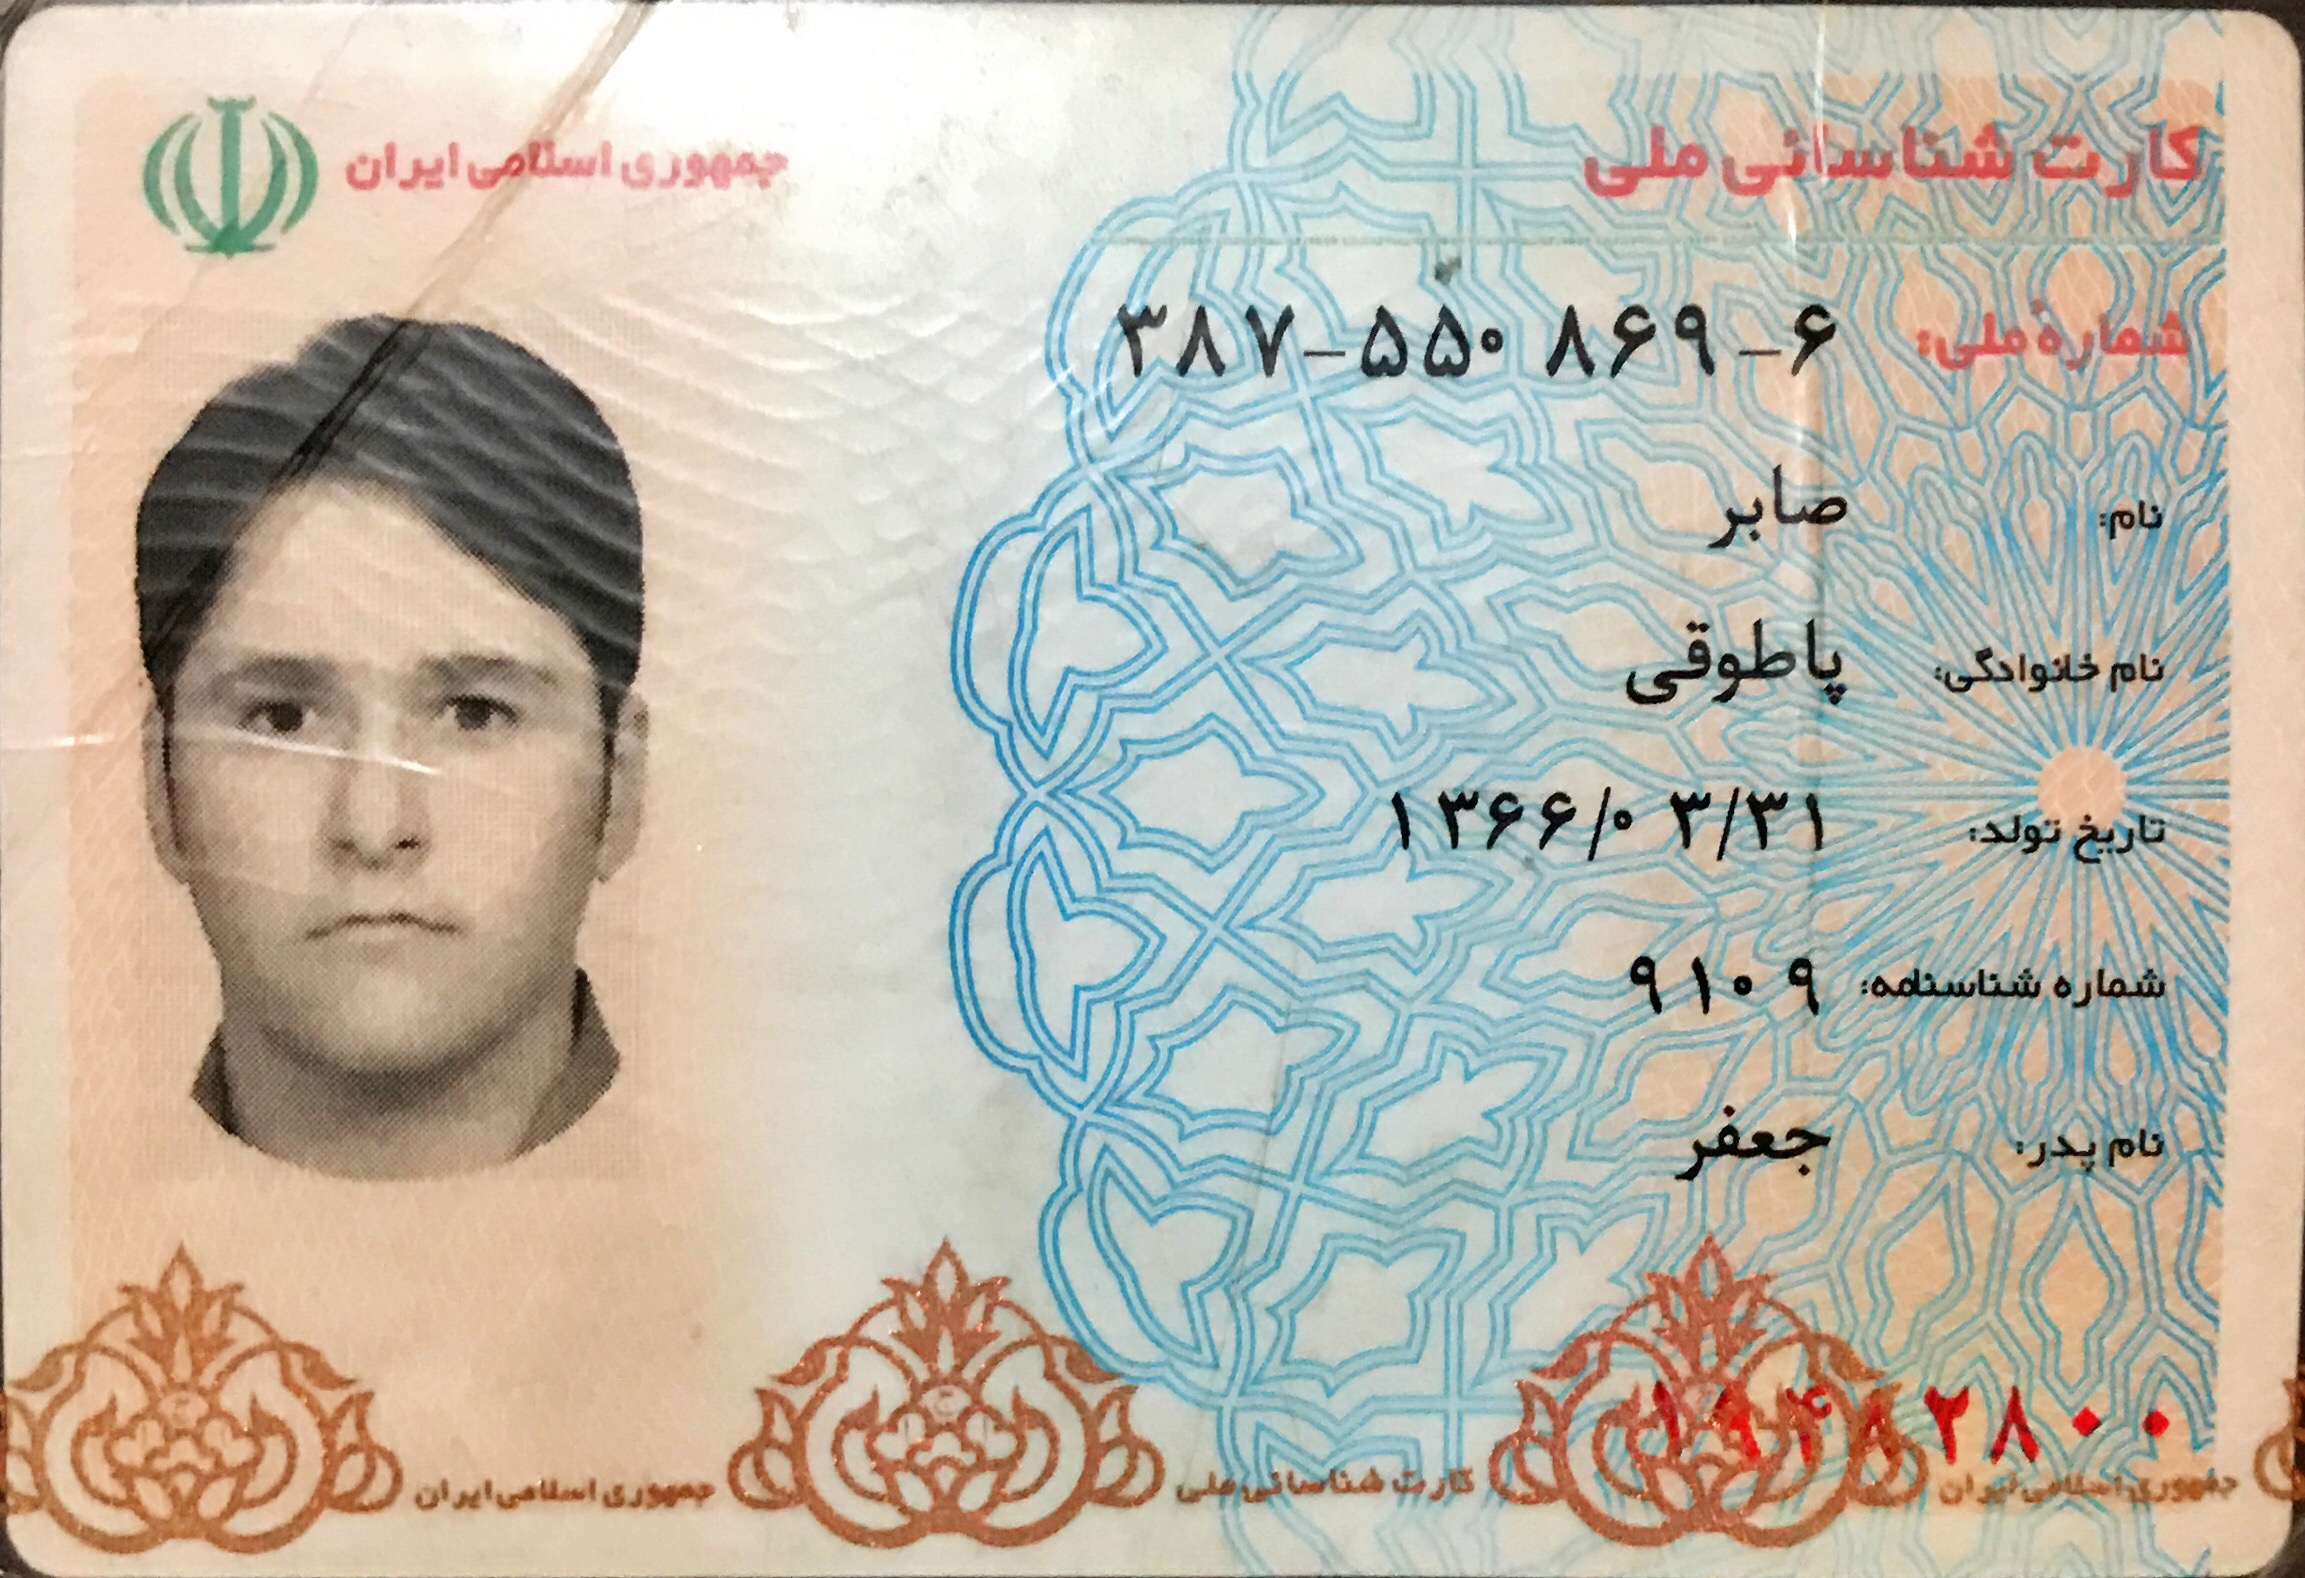 کارت شناسائی ملی
جمهوری اسلامی ایران
شمارهٔ ملی: ۳۸۷-۵۵۰۸۶۹-۶
نام: صابر
نام خانوادگی: پاطوقی
تاریخ تولد: ۱۳۶۶/۰۳/۳۱
شماره شناسنامه: ۹۱۰۹
نام پدر: جعفر
۱۹۴۸۲۸۰۰
جمهوری اسلامی ایران کارت شناسائی ملی جمهوری اسلامی ایران